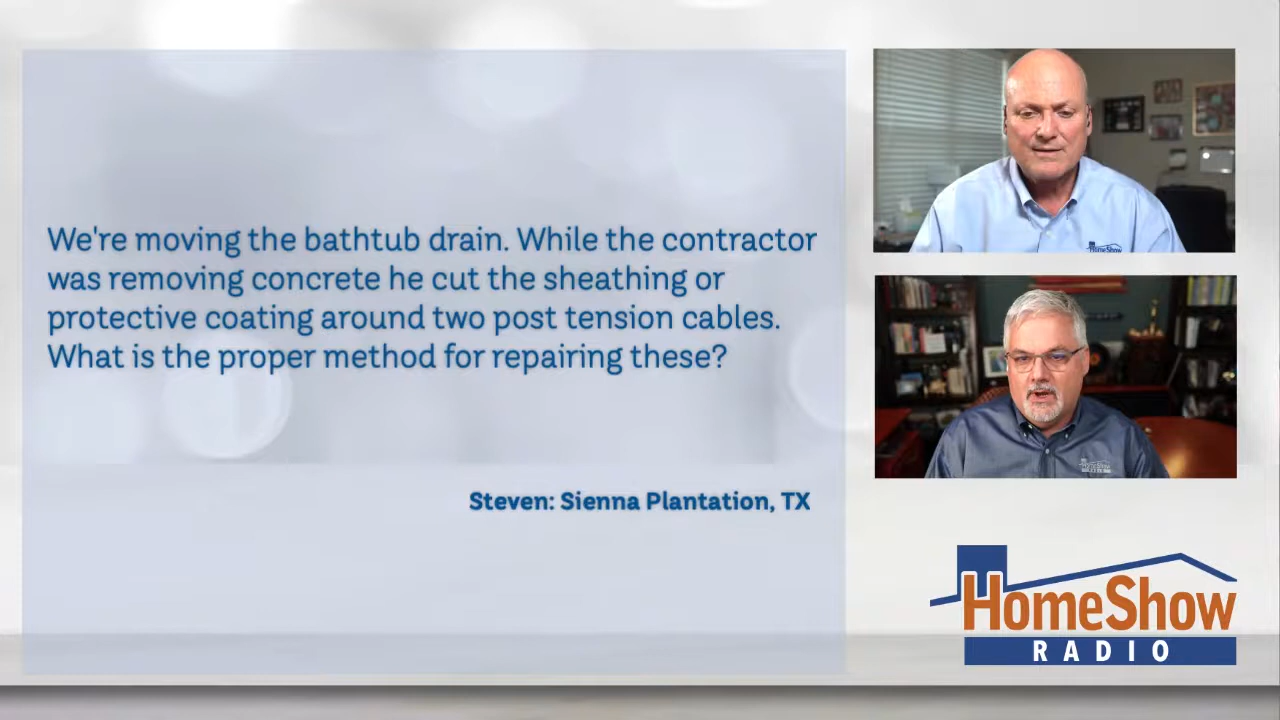 We're moving the bathtub drain. While the contractor
was removing concrete he cut the sheathing or
protective coating around two post tension cables.
What is the proper method for repairing these?
Steven: Sienna Plantation, TX
HomeShow
RADIO